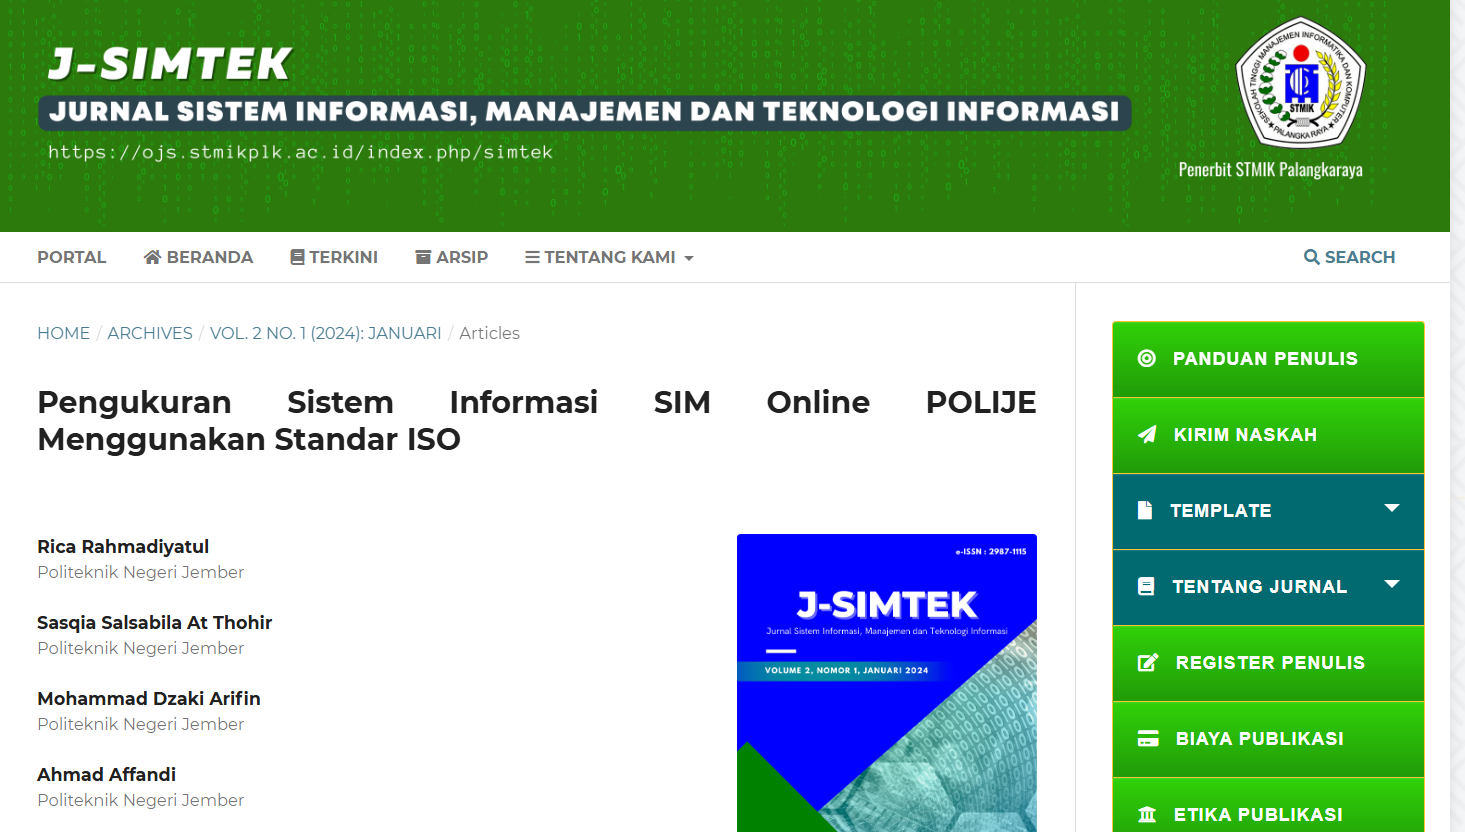 J-SIMTEK
JURNAL SISTEM INFORMASI, MANAJEMEN DAN TEKNOLOGI INFORMASI
https://ojs.stmikplk.ac.id/index.php/simtek
SEKOLAH TINGGI MANAJEMEN INFORMATIKA DAN KOMPUTER
STMIK
PALANGKA RAYA
Penerbit STMIK Palangkaraya
PORTAL BERANDA TERKINI ARSIP TENTANG KAMI SEARCH
HOME / ARCHIVES / VOL. 2 NO. 1 (2024): JANUARI / Articles
Pengukuran Sistem Informasi SIM Online POLIJE
Menggunakan Standar ISO
Rica Rahmadiyatul
Politeknik Negeri Jember
Sasqia Salsabila At Thohir
Politeknik Negeri Jember
Mohammad Dzaki Arifin
Politeknik Negeri Jember
Ahmad Affandi
Politeknik Negeri Jember
e-ISSN : 2987-1115
J-SIMTEK
Jurnal Sistem Informasi, Manajemen dan Teknologi Informasi
VOLUME 2, NOMOR 1, JANUARI 2024
PANDUAN PENULIS
KIRIM NASKAH
TEMPLATE
TENTANG JURNAL
REGISTER PENULIS
BIAYA PUBLIKASI
ETIKA PUBLIKASI